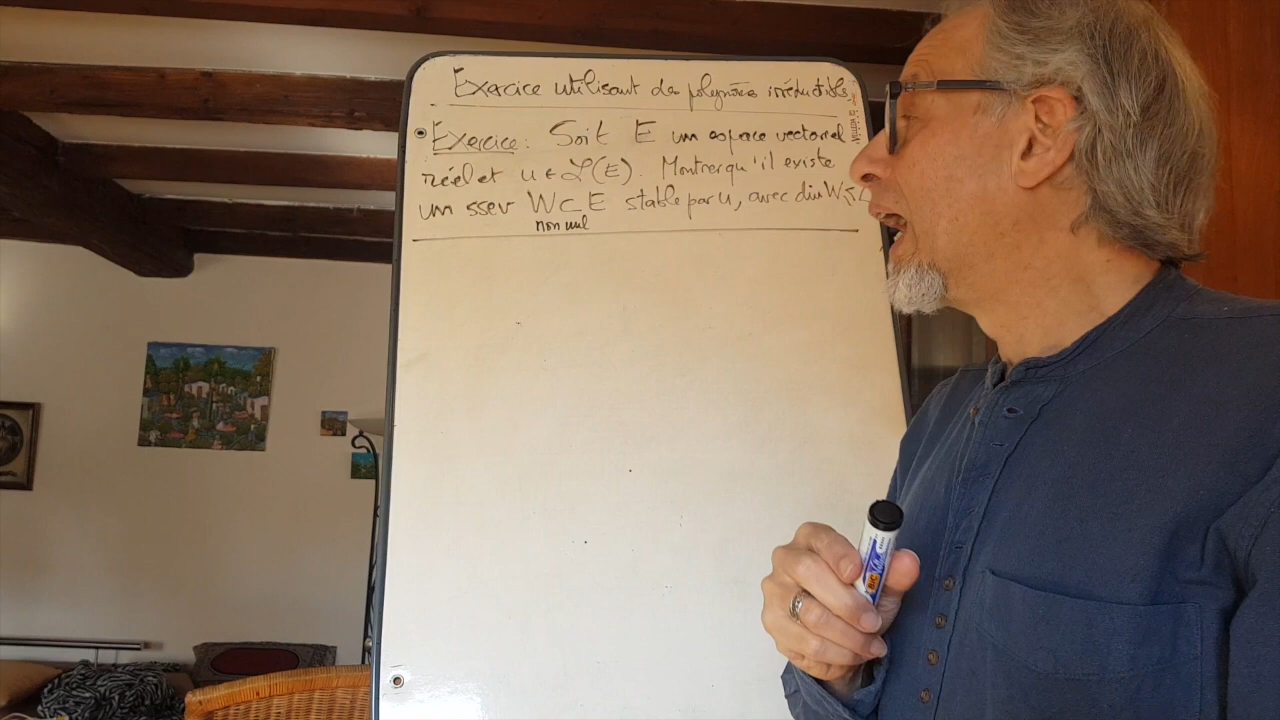 Exercice utilisant des polynômes irréductibles
Exercice : Soit E un espace vectoriel
réel et u ∈ L(E). Montrer qu'il existe
un ssev W ⊂ E stable par u, avec dim W ≤ 2
non nul
BIC